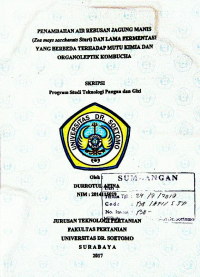 PENAMBAHAN AIR REBUSAN JAGUNG MANIS
(Zea mays saccharata Sturt) DAN LAMA FERMENTASI
YANG BERBEDA TERHADAP MUTU KIMIA DAN
ORGANOLEPTIK KOMBUCHA
SKRIPSI
Program Studi Teknologi Pangan dan Gizi
UNIVERSITAS DR. SOETOMO
SURABAYA
Oleh
DURROTUL
NIM :
SUMBANGAN
JURUSAN TEKNOLOGI PERTANIAN
FAKULTAS PERTANIAN
UNIVERSITAS DR. SOETOMO
SURABAYA
2017